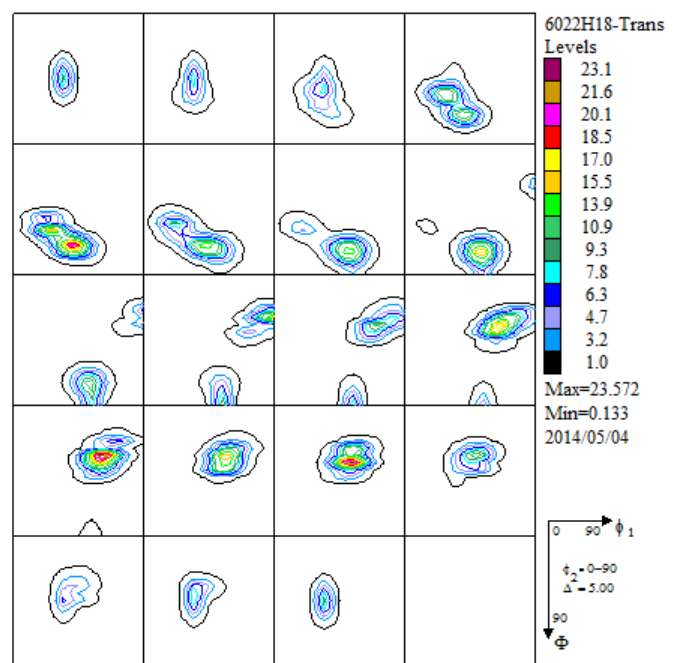 6022H18-Trans
Levels
23.1
21.6
20.1
18.5
17.0
15.5
13.9
10.9
9.3
7.8
6.3
4.7
3.2
1.0
Max=23.572
Min=0.133
2014/05/04
0 90 ϕ1
ϕ2=0-90
Δ =5.00
90
Φ